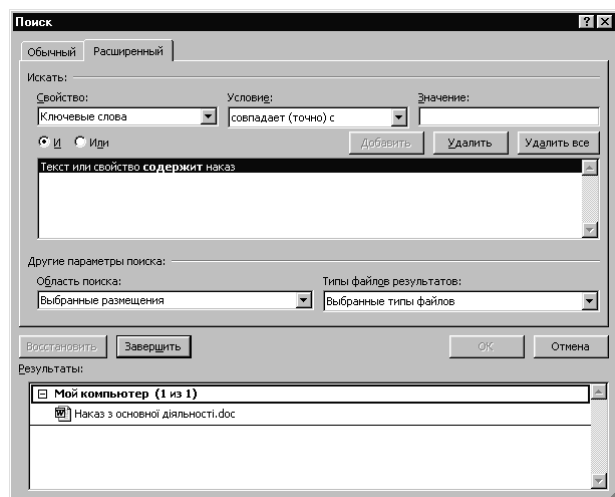 Поиск
Обычный Расширенный
Искать:
Свойство: Условие: Значение:
Ключевые слова совпадает (точно) с
И Или Добавить Удалить Удалить все
Текст или свойство содержит наказ
Другие параметры поиска:
Область поиска: Типы файлов результатов:
Выбранные размещения Выбранные типы файлов
Восстановить Завершить ОК Отмена
Результаты:
Мой компьютер (1 из 1)
Наказ з основної діяльності.doc